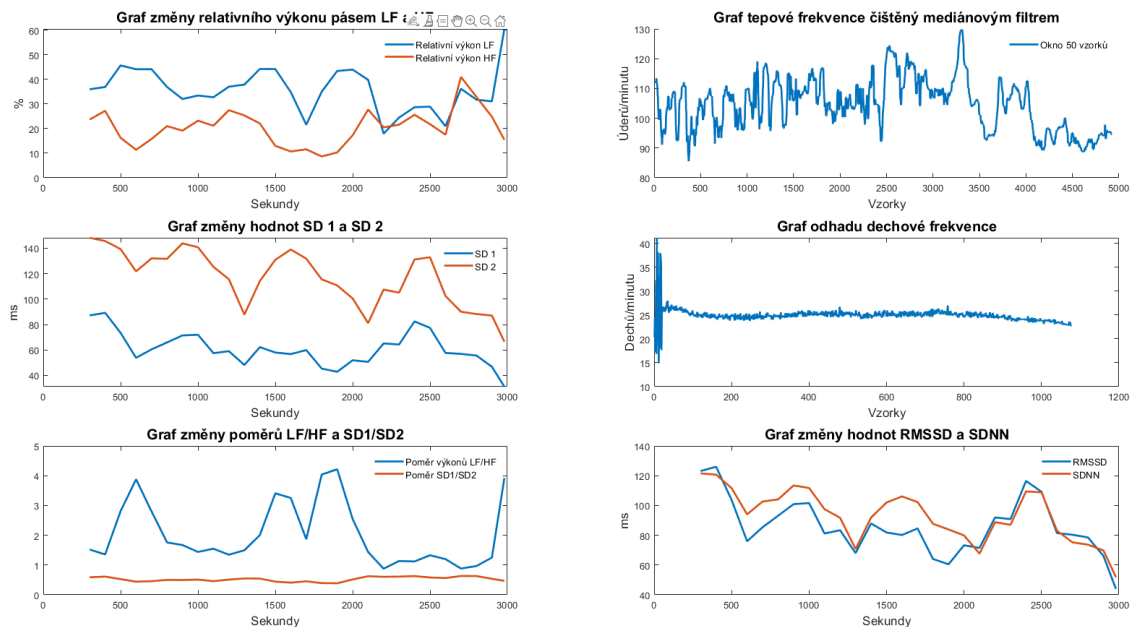 Graf změny relativního výkonu pásem LF a HF
60
50
40
30
20
10
0
%
Relativní výkon LF
Relativní výkon HF
0 500 1000 1500 2000 2500 3000
Sekundy
Graf tepové frekvence čištěný mediánovým filtrem
130
120
110
100
90
80
Úderů/minutu
Okno 50 vzorků
0 500 1000 1500 2000 2500 3000 3500 4000 4500 5000
Vzorky
Graf změny hodnot SD 1 a SD 2
140
120
100
80
60
40
ms
SD 1
SD 2
0 500 1000 1500 2000 2500 3000
Sekundy
Graf odhadu dechové frekvence
40
35
30
25
20
15
10
Dechů/minutu
0 200 400 600 800 1000 1200
Vzorky
Graf změny poměrů LF/HF a SD1/SD2
5
4
3
2
1
0
Poměr výkonů LF/HF
Poměr SD1/SD2
0 500 1000 1500 2000 2500 3000
Sekundy
Graf změny hodnot RMSSD a SDNN
140
120
100
80
60
40
ms
RMSSD
SDNN
0 500 1000 1500 2000 2500 3000
Sekundy